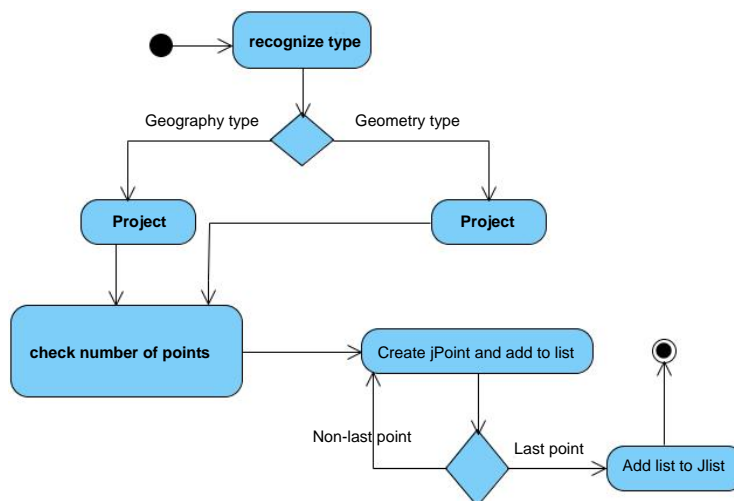 recognize type
Geography type
Geometry type
Project
Project
check number of points
Create jPoint and add to list
Non-last point
Last point
Add list to Jlist